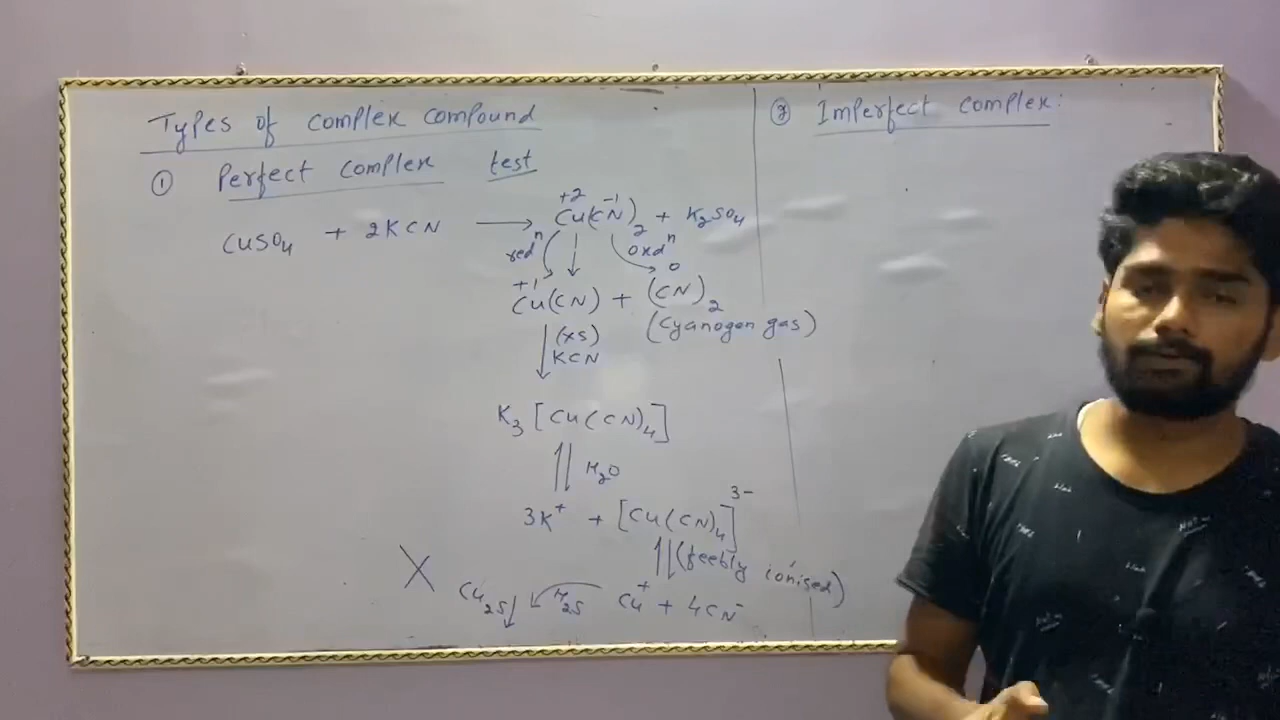 Types of complex compound
① Perfect complex test
CuSO4 + 2KCN → Cu(CN)2 + K2SO4
+2 -1
redn oxdn
+1 0
Cu(CN) + (CN)2
(cyanogen gas)
(xs)
KCN
K3[Cu(CN)4]
⇌ H2O
3K+ + [Cu(CN)4]3-
⇌ (feebly ionised)
X Cu2S↓ H2S Cu+ + 4CN-
② Imperfect complex: